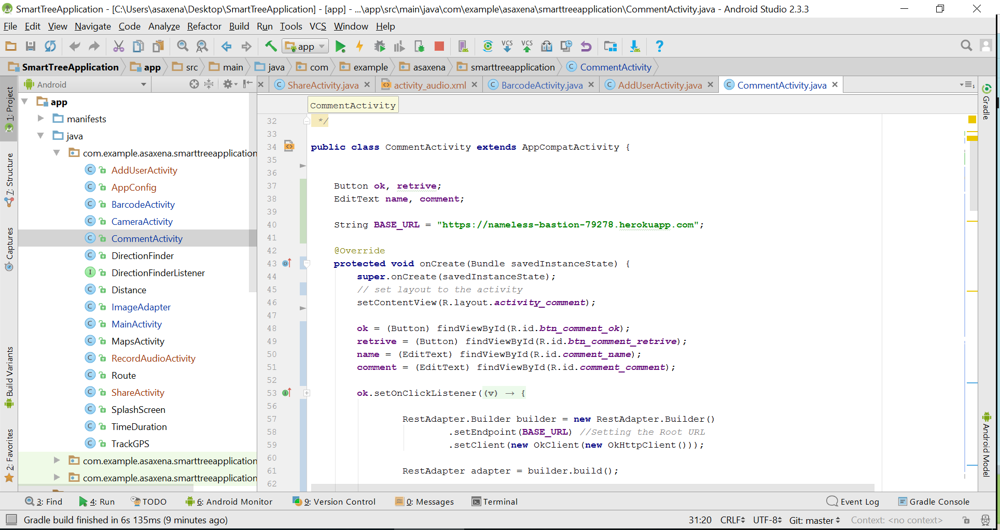 SmartTreeApplication - [C:\Users\asaxena\Desktop\SmartTreeApplication] - [app] - ...\app\src\main\java\com\example\asaxena\smarttreeapplication\CommentActivity.java - Android Studio 2.3.3
File Edit View Navigate Code Analyze Refactor Build Run Tools VCS Window Help
app VCS VCS ?
SmartTreeApplication app src main java com example asaxena smarttreeapplication CommentActivity
Android
ShareActivity.java activity_audio.xml BarcodeActivity.java AddUserActivity.java CommentActivity.java
1: Project
7: Structure
Captures
Build Variants
2: Favorites
app
manifests
java
com.example.asaxena.smarttreeapplication
AddUserActivity
AppConfig
BarcodeActivity
CameraActivity
CommentActivity
DirectionFinder
DirectionFinderListener
Distance
ImageAdapter
MainActivity
MapsActivity
RecordAudioActivity
Route
ShareActivity
SplashScreen
TimeDuration
TrackGPS
com.example.asaxena.smarttreeapplication
com.example.asaxena.smarttreeapplication
CommentActivity
32 */
33
34 public class CommentActivity extends AppCompatActivity {
35
36
37 Button ok, retrive;
38 EditText name, comment;
39
40 String BASE_URL = "https://nameless-bastion-79278.herokuapp.com";
41
42 @Override
43 protected void onCreate(Bundle savedInstanceState) {
44 super.onCreate(savedInstanceState);
45 // set layout to the activity
46 setContentView(R.layout.activity_comment);
47
48 ok = (Button) findViewById(R.id.btn_comment_ok);
49 retrive = (Button) findViewById(R.id.btn_comment_retrive);
50 name = (EditText) findViewById(R.id.comment_name);
51 comment = (EditText) findViewById(R.id.comment_comment);
52
53 ok.setOnClickListener((v) → {
56
57 RestAdapter.Builder builder = new RestAdapter.Builder()
58 .setEndpoint(BASE_URL) //Setting the Root URL
59 .setClient(new OkClient(new OkHttpClient()));
60
61 RestAdapter adapter = builder.build();
62
Gradle
Android Model
3: Find 4: Run TODO 6: Android Monitor 9: Version Control 0: Messages Terminal Event Log Gradle Console
Gradle build finished in 6s 135ms (9 minutes ago) 31:20 CRLF UTF-8 Git: master Context: <no context>